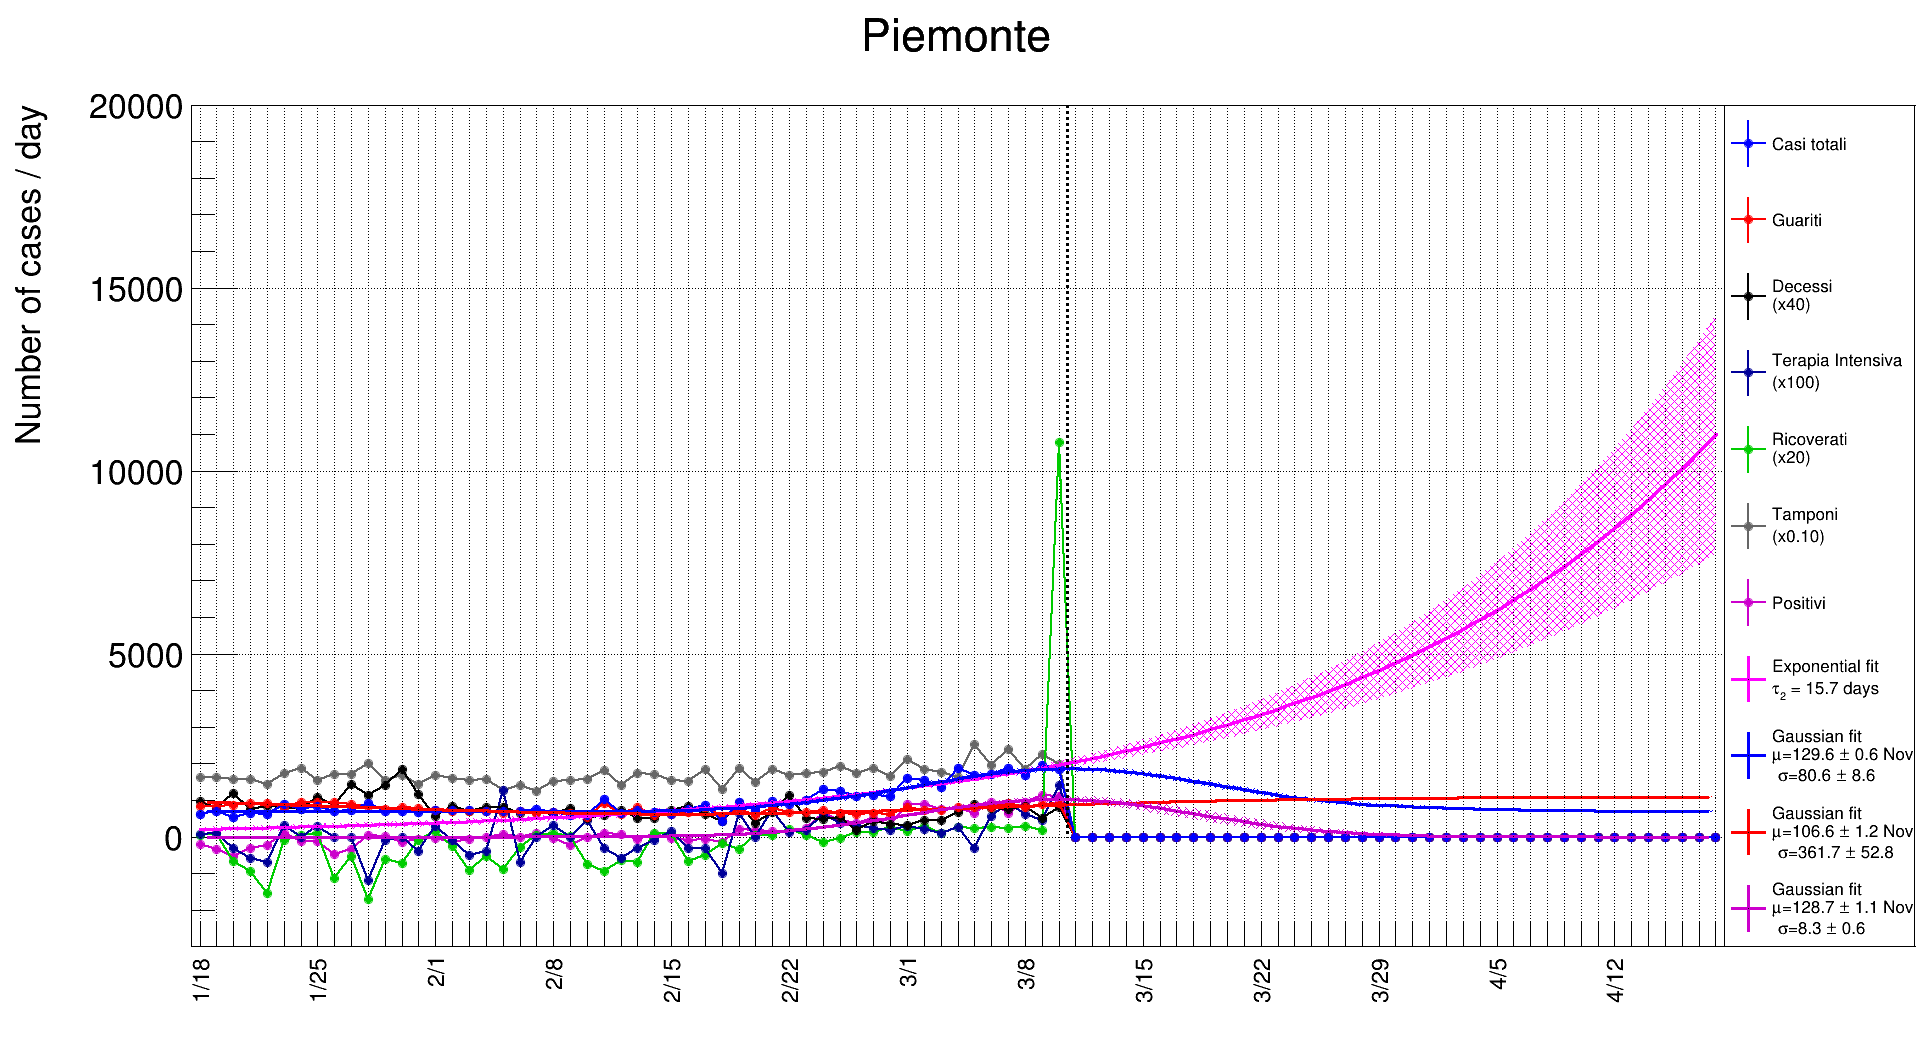 Piemonte
Number of cases / day
20000
15000
10000
5000
0
1/18
1/25
2/1
2/8
2/15
2/22
3/1
3/8
3/15
3/22
3/29
4/5
4/12
Casi totali
Guariti
Decessi
(x40)
Terapia Intensiva
(x100)
Ricoverati
(x20)
Tamponi
(x0.10)
Positivi
Exponential fit
τ₂ = 15.7 days
Gaussian fit
μ=129.6 ± 0.6 Nov
σ=80.6 ± 8.6
Gaussian fit
μ=106.6 ± 1.2 Nov
σ=361.7 ± 52.8
Gaussian fit
μ=128.7 ± 1.1 Nov
σ=8.3 ± 0.6